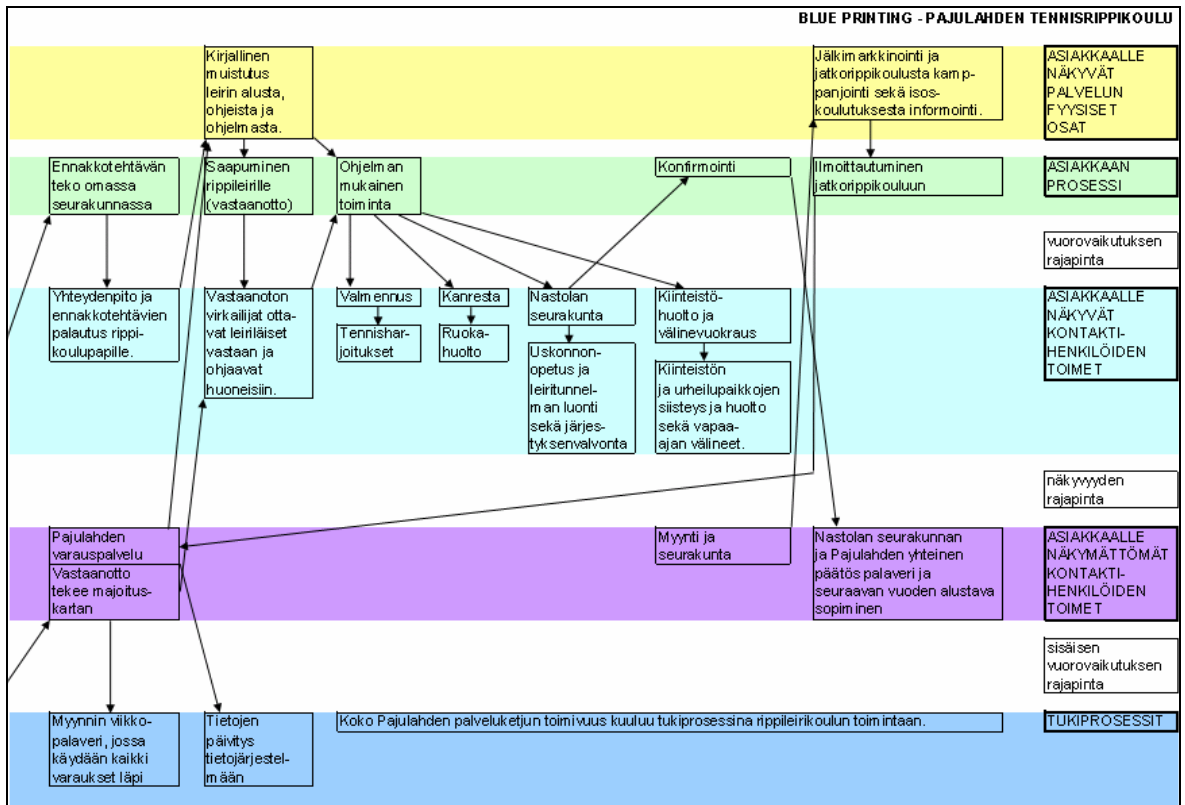 BLUE PRINTING - PAJULAHDEN TENNISRIPPIKOULU
Kirjallinen
muistutus
leirin alusta,
ohjeista ja
ohjelmasta.
Jälkimarkkinointi ja
jatkorippikoulusta kamp-
panjointi sekä isos-
koulutuksesta informointi.
ASIAKKAALLE
NÄKYVÄT
PALVELUN
FYYSISET
OSAT
Ennakkotehtävän
teko omassa
seurakunnassa
Saapuminen
rippileirille
(vastaanotto)
Ohjelman
mukainen
toiminta
Konfirmointi
Ilmoittautuminen
jatkorippikouluun
ASIAKKAAN
PROSESSI
vuorovaikutuksen
rajapinta
Yhteydenpito ja
ennakkotehtävien
palautus rippi-
koulupapille.
Vastaanoton
virkailijat otta-
vat leiriläiset
vastaan ja
ohjaavat
huoneisiin.
Valmennus
Tennishar-
joitukset
Kanresta
Ruoka-
huolto
Nastolan
seurakunta
Uskonnon-
opetus ja
leiritunnel-
man luonti
sekä järjes-
tyksenvalvonta
Kiinteistö-
huolto ja
välinevuokraus
Kiinteistön
ja urheilupaikkojen
siisteys ja huolto
sekä vapaa-
ajan välineet.
ASIAKKAALLE
NÄKYVÄT
KONTAKTI-
HENKILÖIDEN
TOIMET
näkyvyyden
rajapinta
Pajulahden
varauspalvelu
Vastaanotto
tekee majoitus-
kartan
Myynti ja
seurakunta
Nastolan seurakunnan
ja Pajulahden yhteinen
päätös palaveri ja
seuraavan vuoden alustava
sopiminen
ASIAKKAALLE
NÄKYMÄTTÖMÄT
KONTAKTI-
HENKILÖIDEN
TOIMET
sisäisen
vuorovaikutuksen
rajapinta
Myynnin viikko-
palaveri, jossa
käydään kaikki
varaukset läpi
Tietojen
päivitys
tietojärjestel-
mään
Koko Pajulahden palveluketjun toimivuus kuuluu tukiprosessina rippileirikoulun toimintaan.
TUKIPROSESSIT